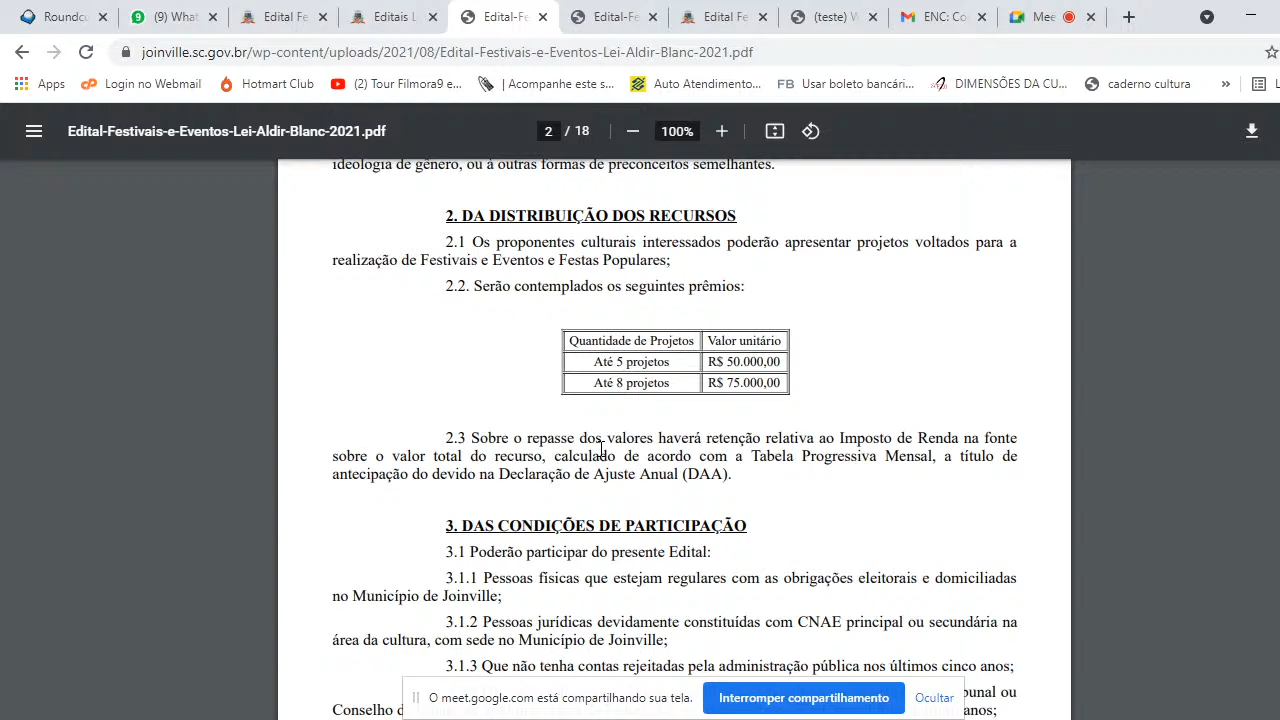 Roundcu
(9) What
Edital Fe
Editais L
Edital-Fe
Edital-Fe
Edital Fe
(teste) W
ENC: Co
Mee
joinville.sc.gov.br/wp-content/uploads/2021/08/Edital-Festivais-e-Eventos-Lei-Aldir-Blanc-2021.pdf
Apps
Login no Webmail
Hotmart Club
(2) Tour Filmora9 e...
| Acompanhe este s...
Auto Atendimento...
FB Usar boleto bancári...
DIMENSÕES DA CU...
caderno cultura
»
Edital-Festivais-e-Eventos-Lei-Aldir-Blanc-2021.pdf
2 / 18
100%
ideologia de gênero, ou à outras formas de preconceitos semelhantes.
2. DA DISTRIBUIÇÃO DOS RECURSOS
2.1 Os proponentes culturais interessados poderão apresentar projetos voltados para a
realização de Festivais e Eventos e Festas Populares;
2.2. Serão contemplados os seguintes prêmios:
Quantidade de Projetos Valor unitário
Até 5 projetos R$ 50.000,00
Até 8 projetos R$ 75.000,00
2.3 Sobre o repasse dos valores haverá retenção relativa ao Imposto de Renda na fonte
sobre o valor total do recurso, calculado de acordo com a Tabela Progressiva Mensal, a título de
antecipação do devido na Declaração de Ajuste Anual (DAA).
3. DAS CONDIÇÕES DE PARTICIPAÇÃO
3.1 Poderão participar do presente Edital:
3.1.1 Pessoas físicas que estejam regulares com as obrigações eleitorais e domiciliadas
no Município de Joinville;
3.1.2 Pessoas jurídicas devidamente constituídas com CNAE principal ou secundária na
área da cultura, com sede no Município de Joinville;
3.1.3 Que não tenha contas rejeitadas pela administração pública nos últimos cinco anos;
ou
Conselho d
anos;
O meet.google.com está compartilhando sua tela.
Interromper compartilhamento
Ocultar